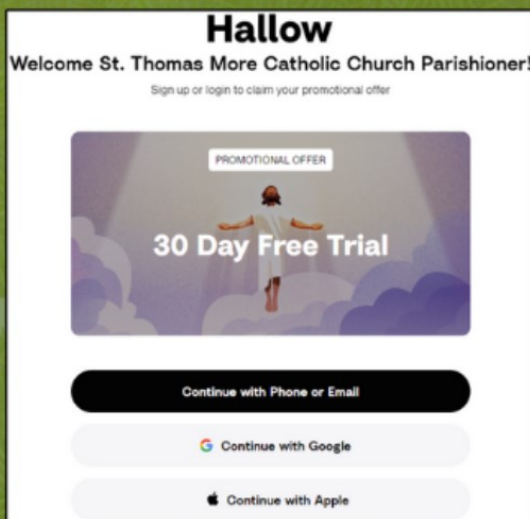 Hallow
Welcome St. Thomas More Catholic Church Parishioner!
Sign up or login to claim your promotional offer
PROMOTIONAL OFFER
30 Day Free Trial
Continue with Phone or Email
Continue with Google
Continue with Apple